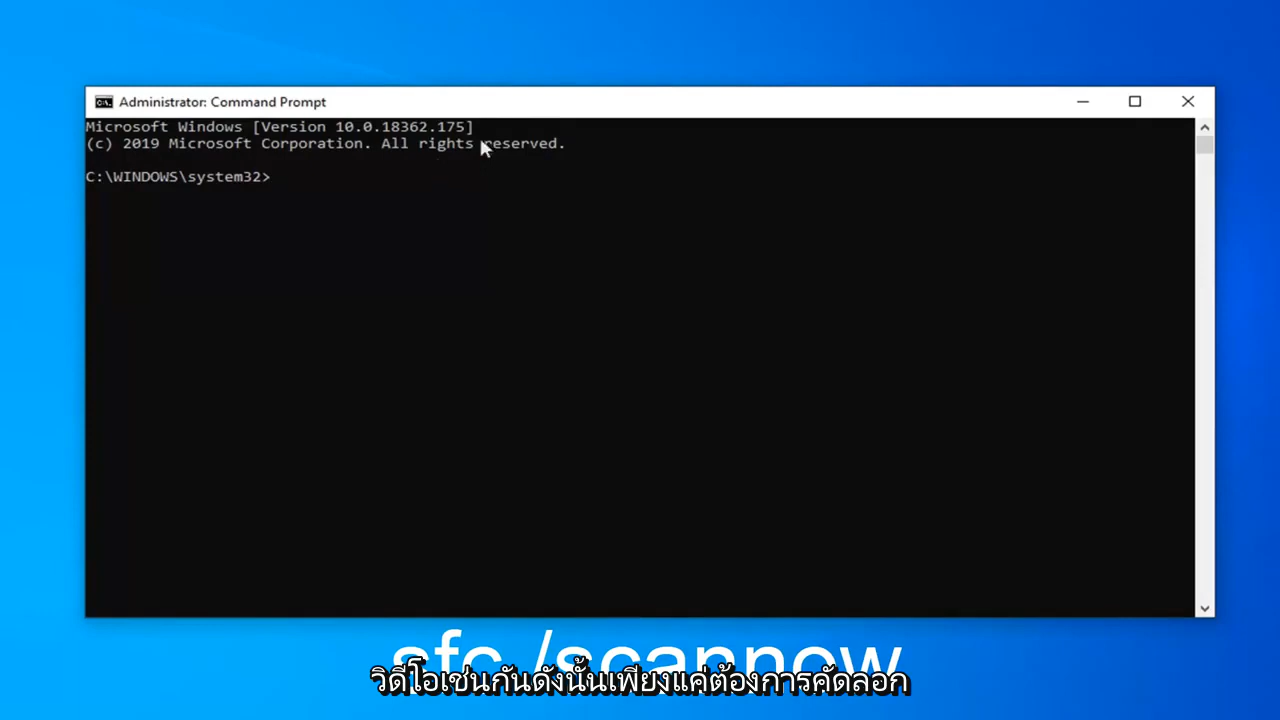 Administrator: Command Prompt
Microsoft Windows [Version 10.0.18362.175]
(c) 2019 Microsoft Corporation. All rights reserved.
C:\WINDOWS\system32>
sfc /scannow
วิดีโอเช่นกันดังนั้นเพียงแค่ต้องการคัดลอก